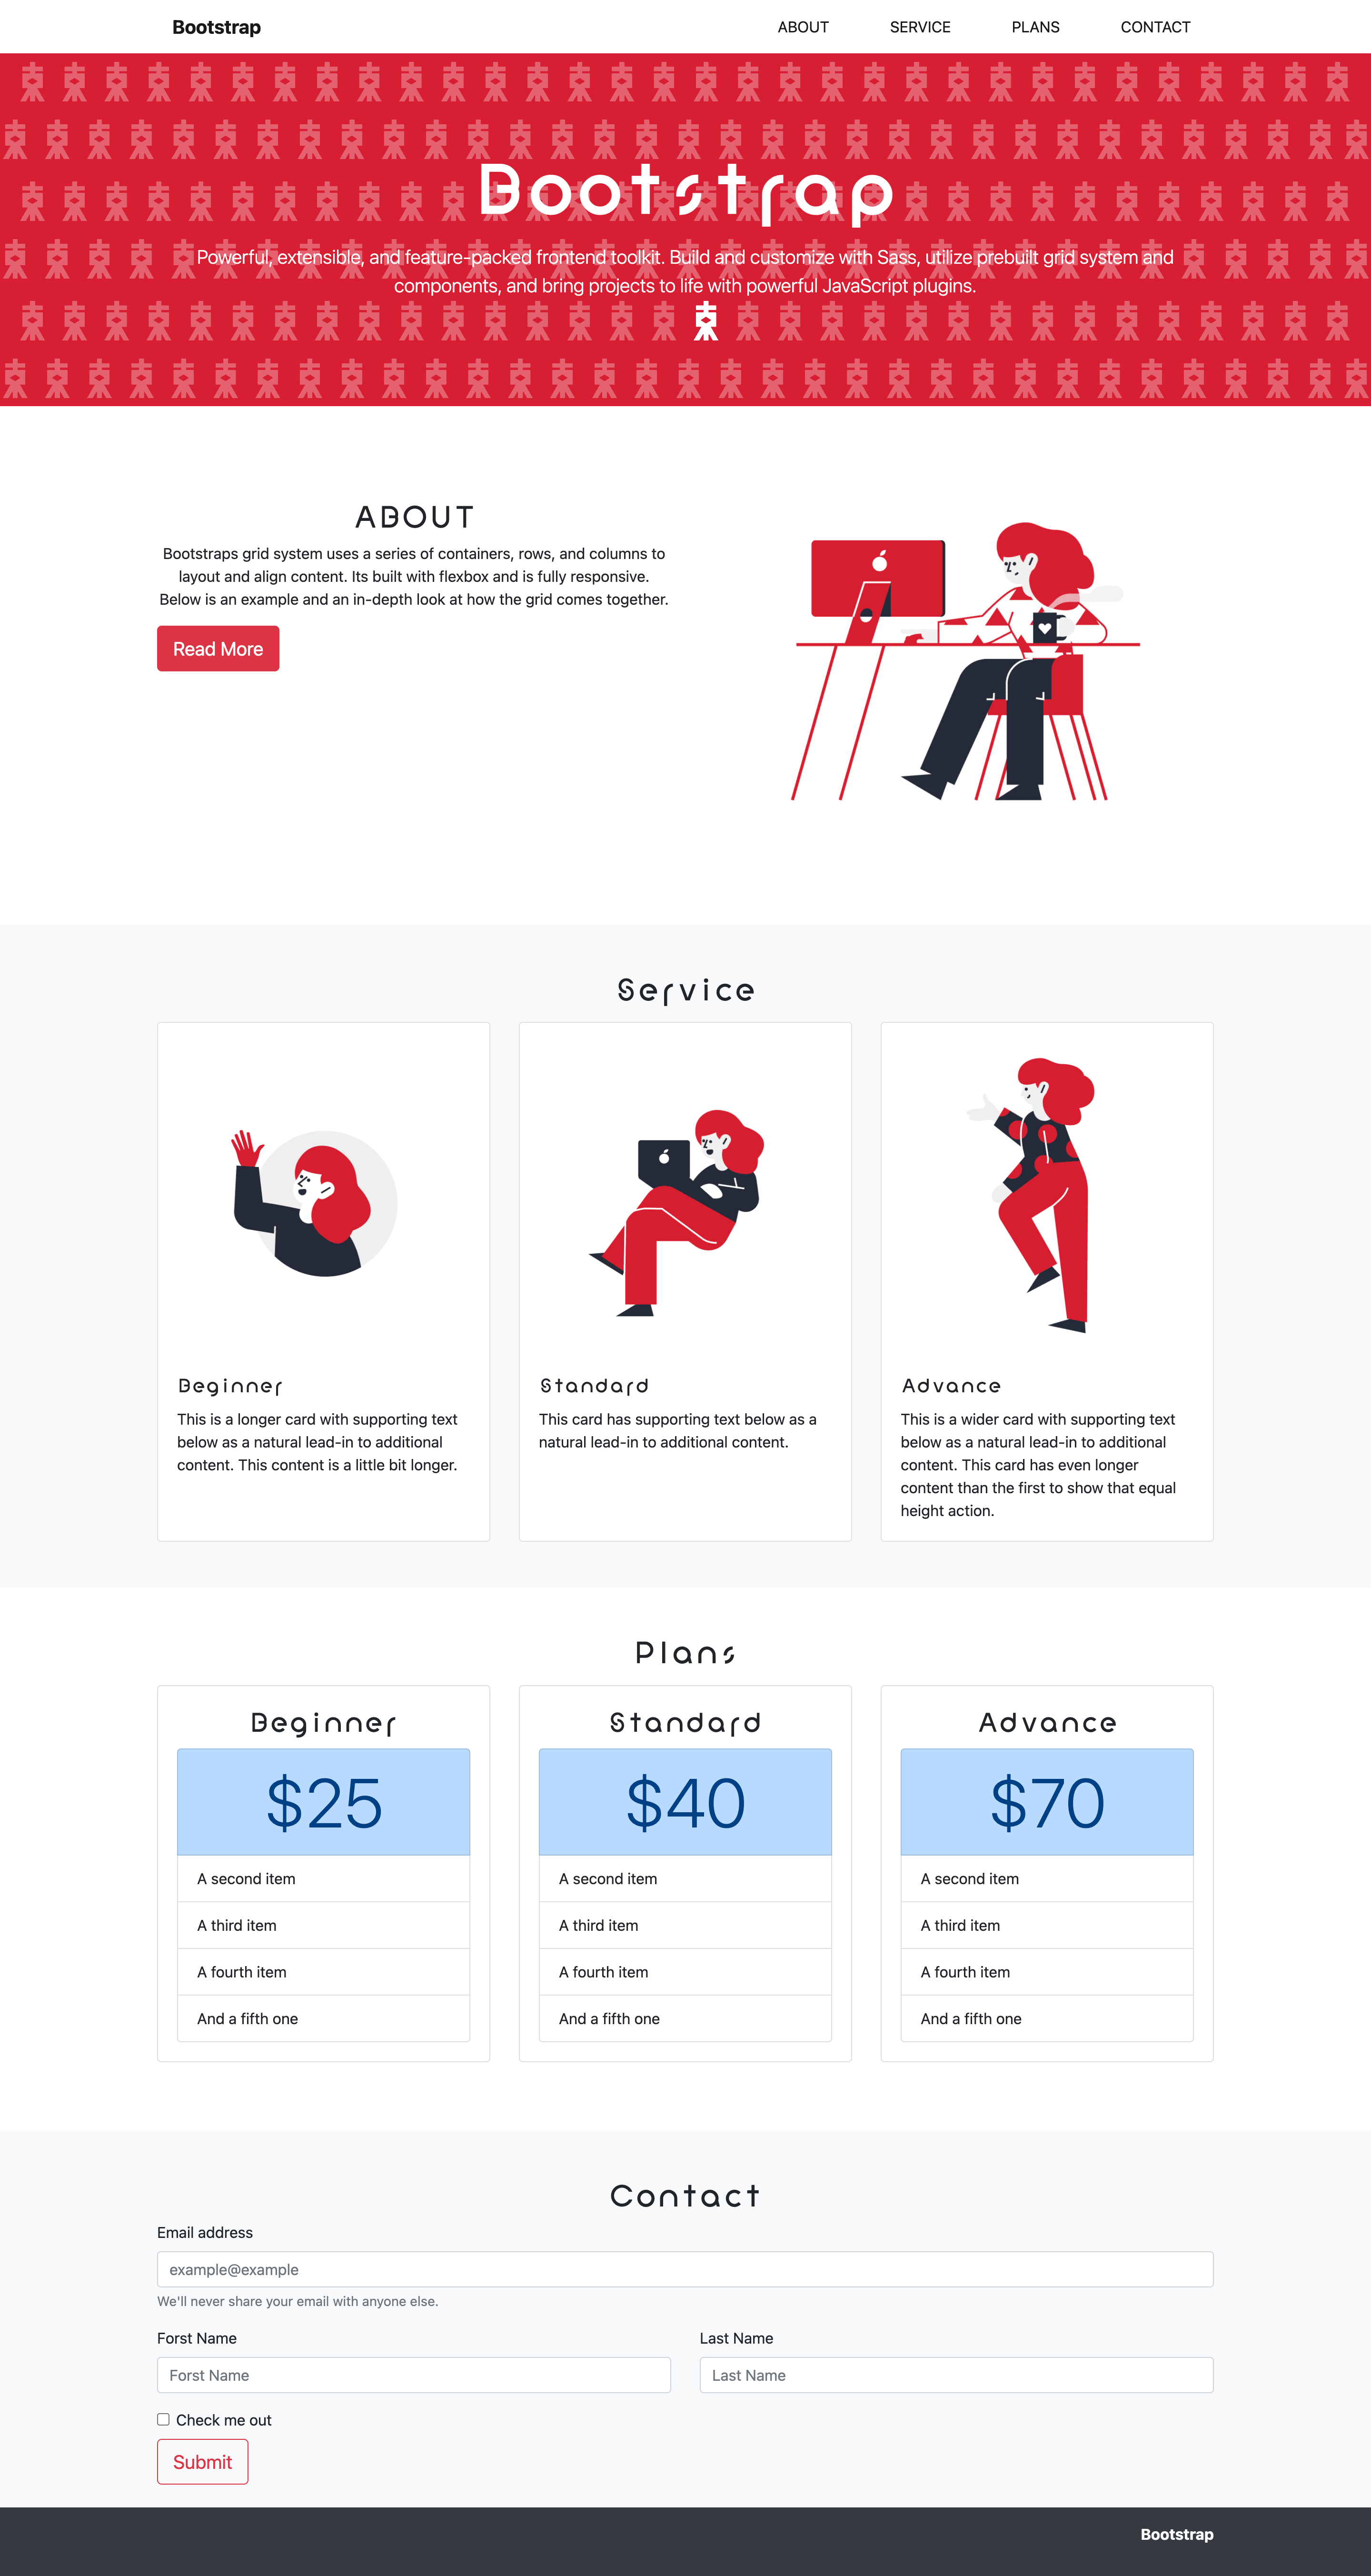 Bootstrap
ABOUT
SERVICE
PLANS
CONTACT
Bootstrap
Powerful, extensible, and feature-packed frontend toolkit. Build and customize with Sass, utilize prebuilt grid system and
components, and bring projects to life with powerful JavaScript plugins.
ABOUT
Bootstraps grid system uses a series of containers, rows, and columns to
layout and align content. Its built with flexbox and is fully responsive.
Below is an example and an in-depth look at how the grid comes together.
Read More
Service
Beginner
This is a longer card with supporting text
below as a natural lead-in to additional
content. This content is a little bit longer.
Standard
This card has supporting text below as a
natural lead-in to additional content.
Advance
This is a wider card with supporting text
below as a natural lead-in to additional
content. This card has even longer
content than the first to show that equal
height action.
Plans
Beginner
$25
A second item
A third item
A fourth item
And a fifth one
Standard
$40
A second item
A third item
A fourth item
And a fifth one
Advance
$70
A second item
A third item
A fourth item
And a fifth one
Contact
Email address
example@example
We'll never share your email with anyone else.
Forst Name
Forst Name
Last Name
Last Name
Check me out
Submit
Bootstrap